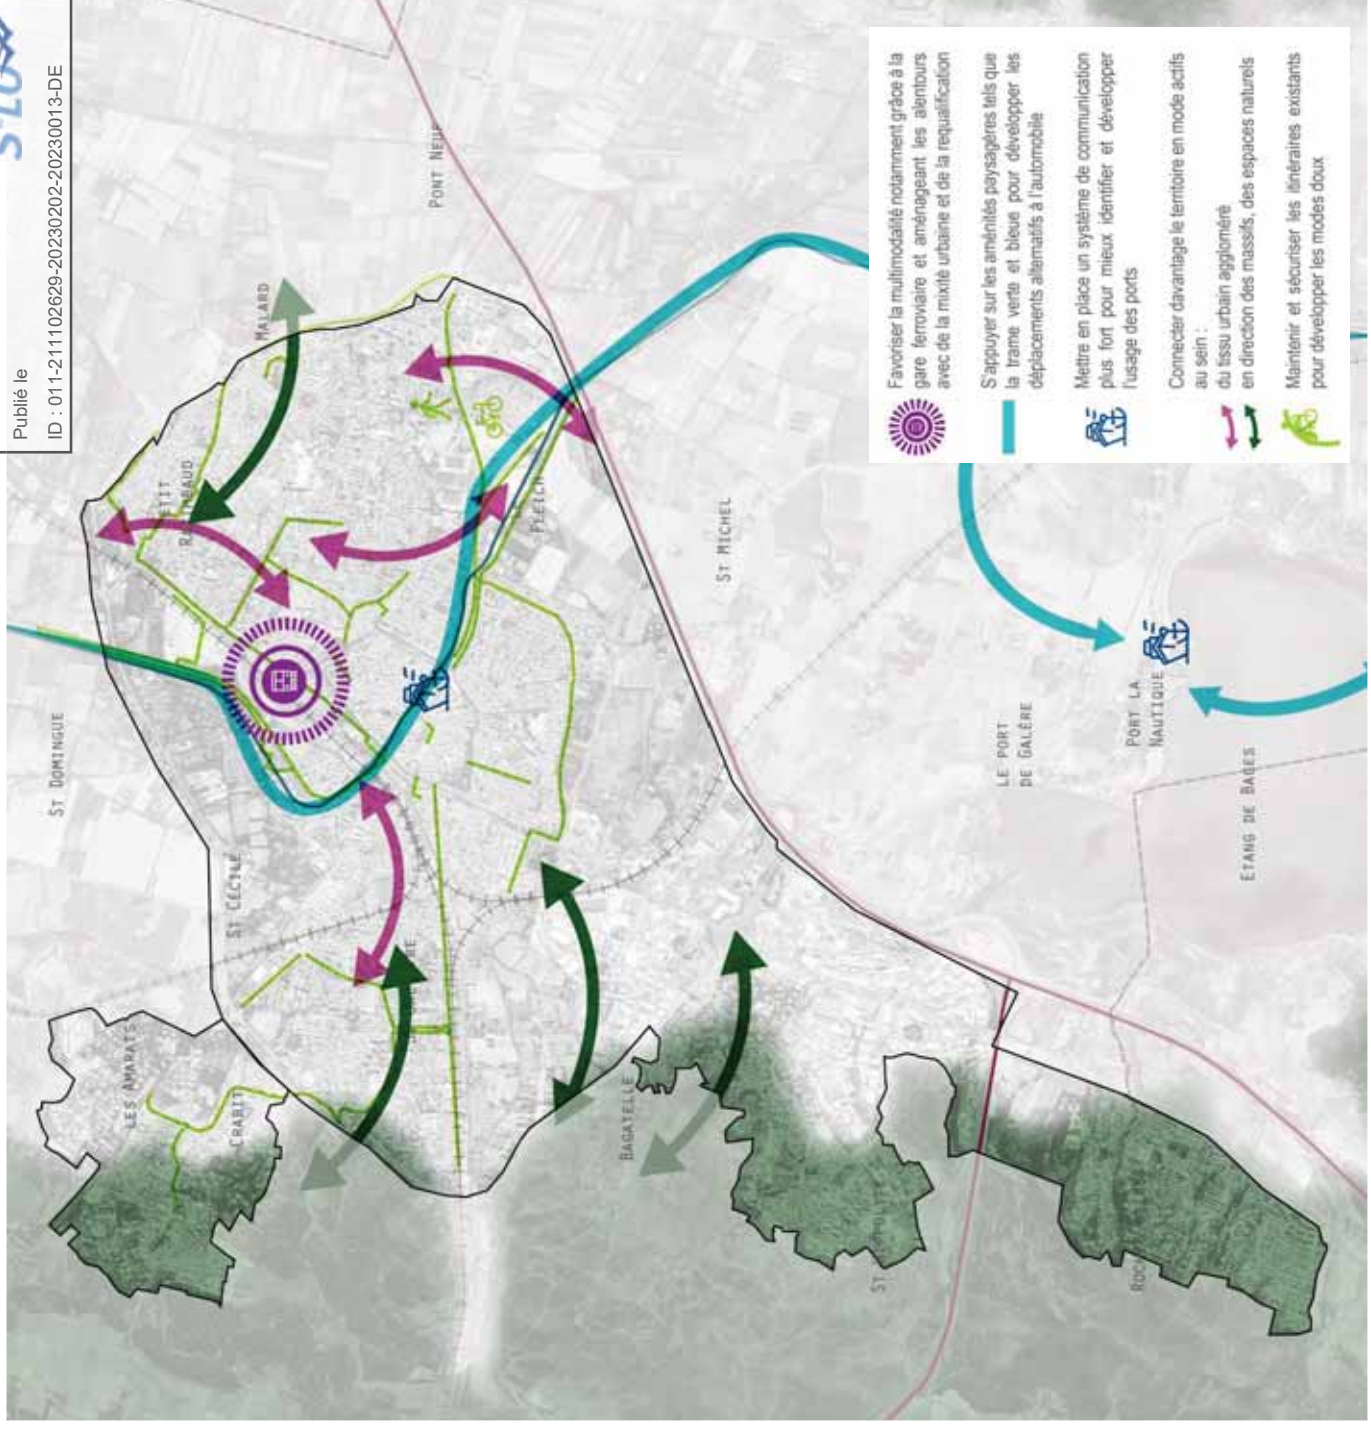 Publié le
ID : 011-211102629-20230202-20230013-DE
ST DOMINGUE
ST CÉCILE
LES AMARATS
CRABIT
MALARD
PONT NEUF
ST MICHEL
BAGATELLE
LE PORT
DE GALÈRE
PORT LA
NAUTIQUE
ETANG DE BAGES
ST
Favoriser la multimodalité notamment grâce à la
gare ferroviaire et aménageant les alentours
avec de la mixité urbaine et de la requalification
S'appuyer sur les aménités paysagères tels que
la trame verte et bleue pour développer les
déplacements alternatifs à l'automobile
Mettre en place un système de communication
plus fort pour mieux identifier et développer
l'usage des ports
Connecter davantage le territoire en mode actifs
au sein :
du tissu urbain aggloméré
en direction des massifs, des espaces naturels
Maintenir et sécuriser les itinéraires existants
pour développer les modes doux